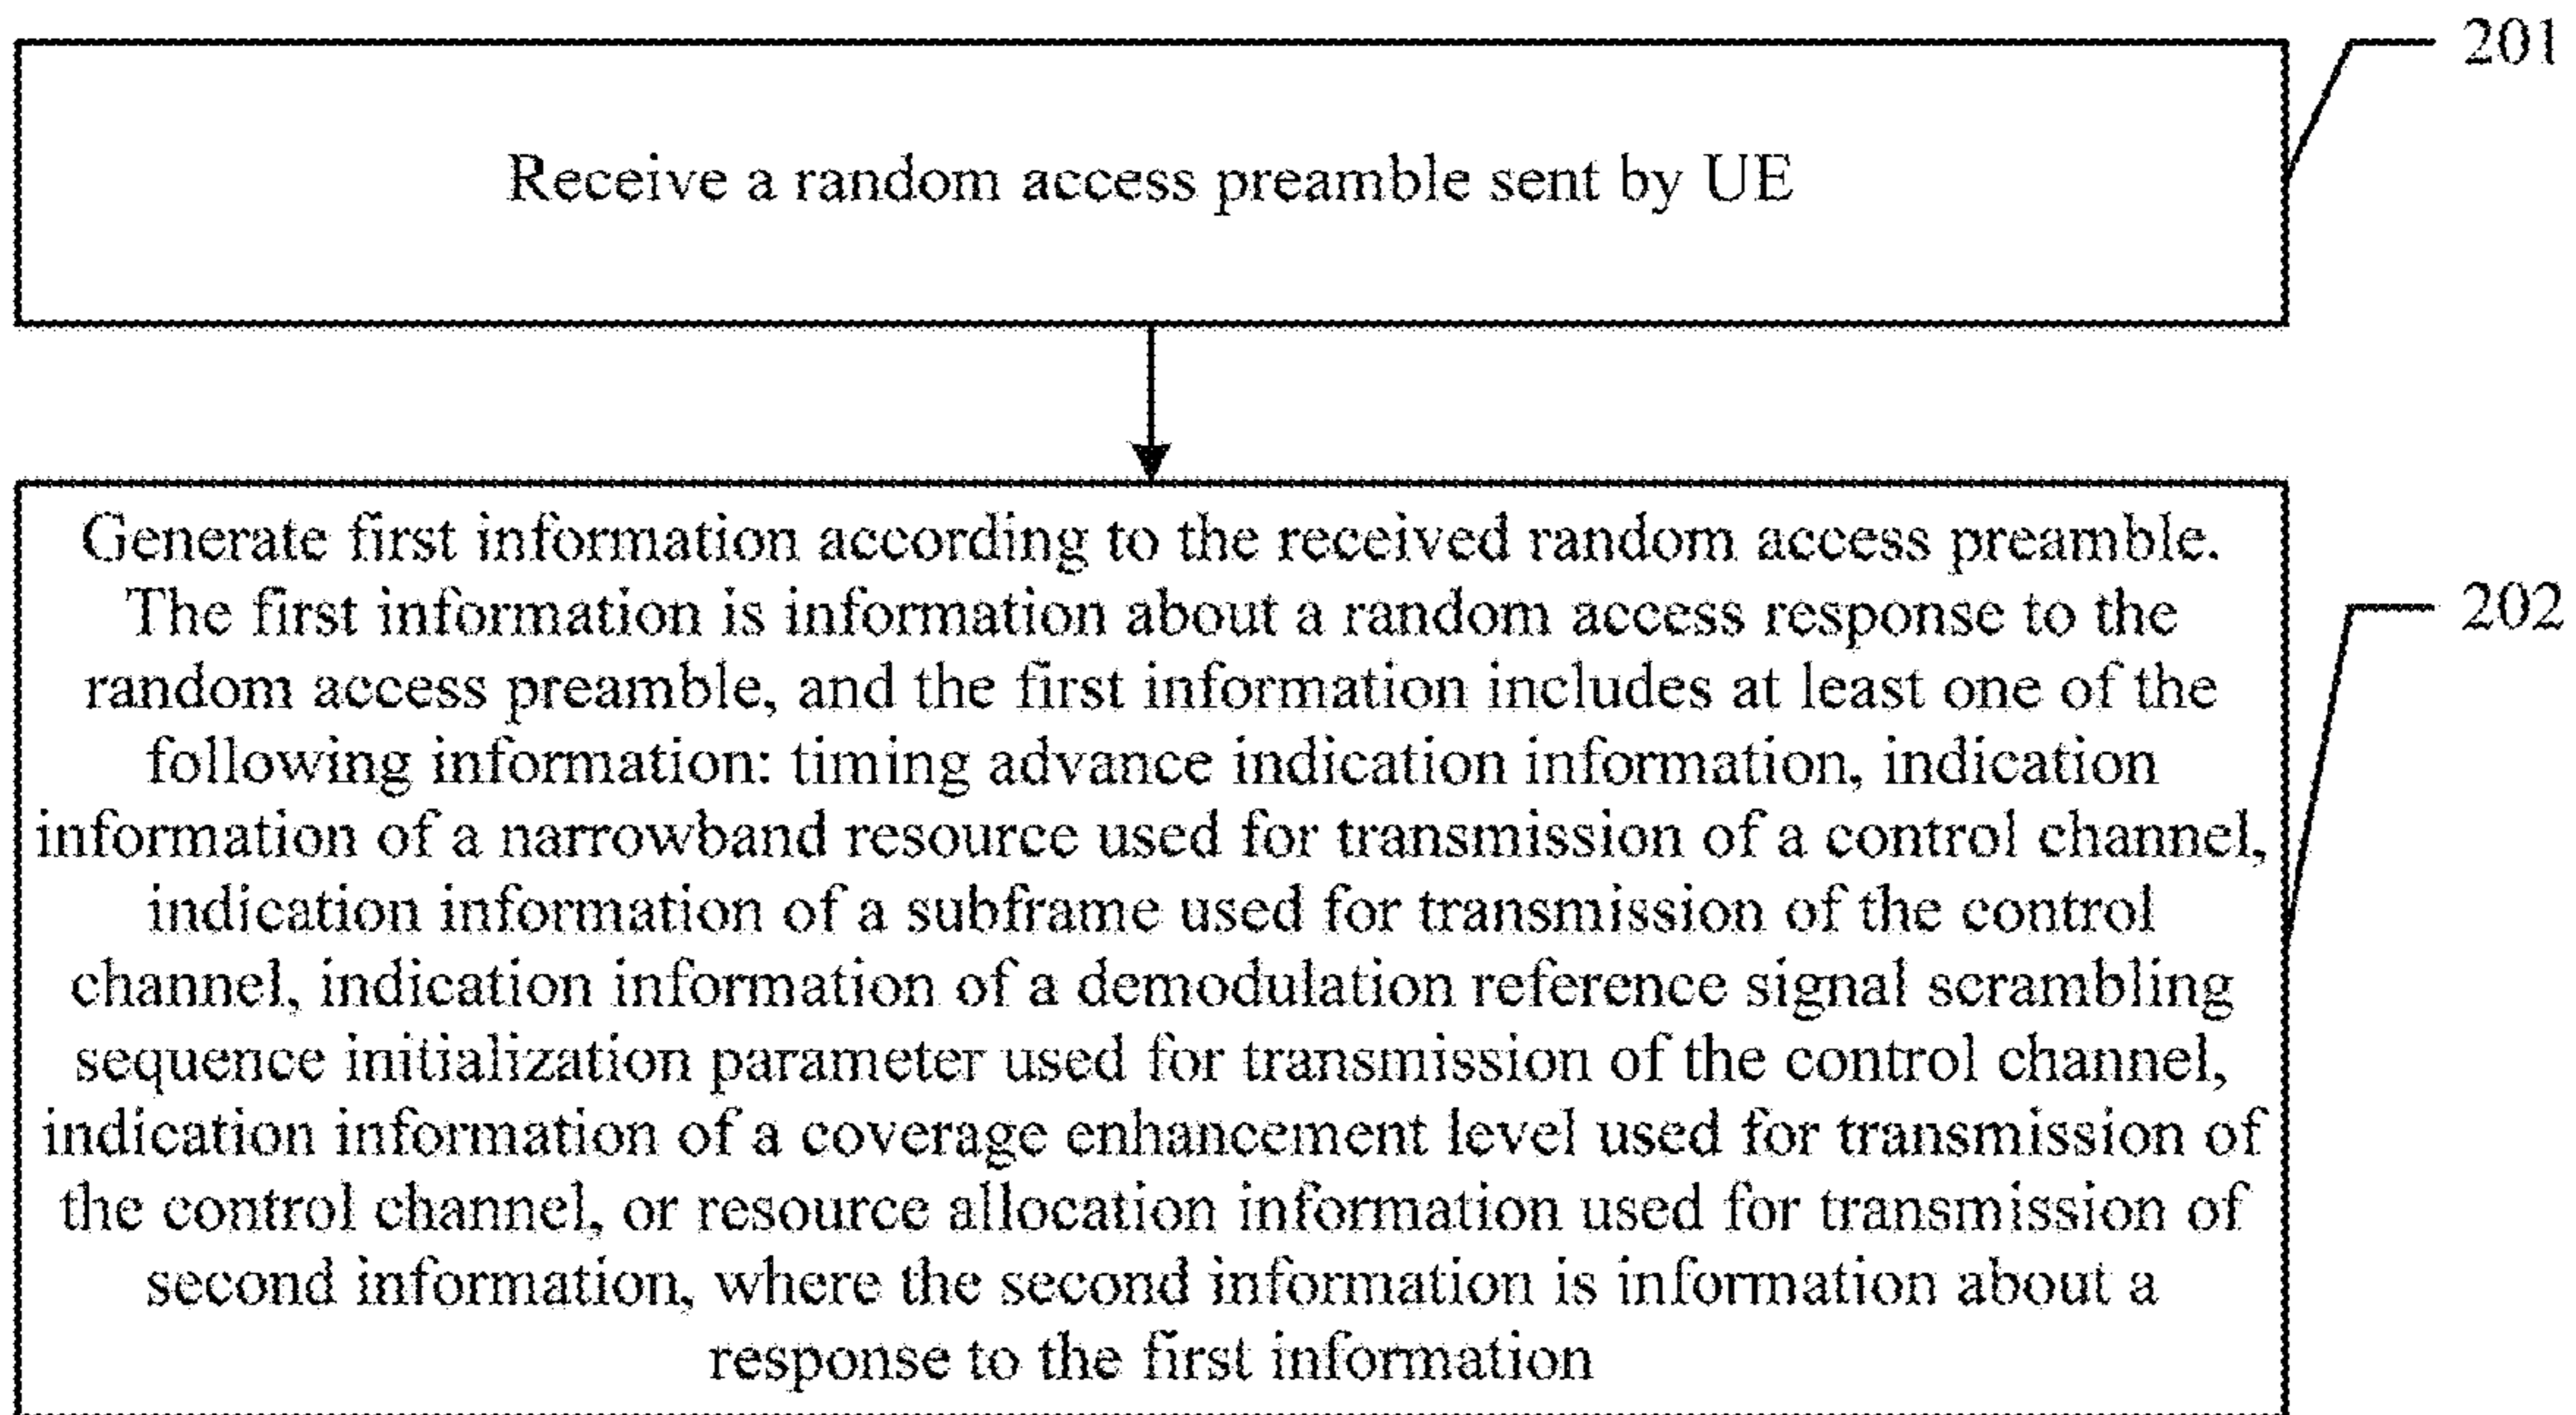 201
Receive a random access preamble sent by UE
Generate first information according to the received random access preamble.
The first information is information about a random access response to the
202
random access preamble, and the first information includes at least one of the
following information: timing advance indication information, indication
information of a narrowband resource used for transmission of a control channel,
indication information of a subframe used for transmission of the control
channel, indication information of a demodulation reference signal scrambling
sequence initialization parameter used for transmission of the control channel,
indication information of a coverage enhancement level used for transmission of
the control channel, or resource allocation information used for transmission of
second information, where the second information is information about a
response to the first information